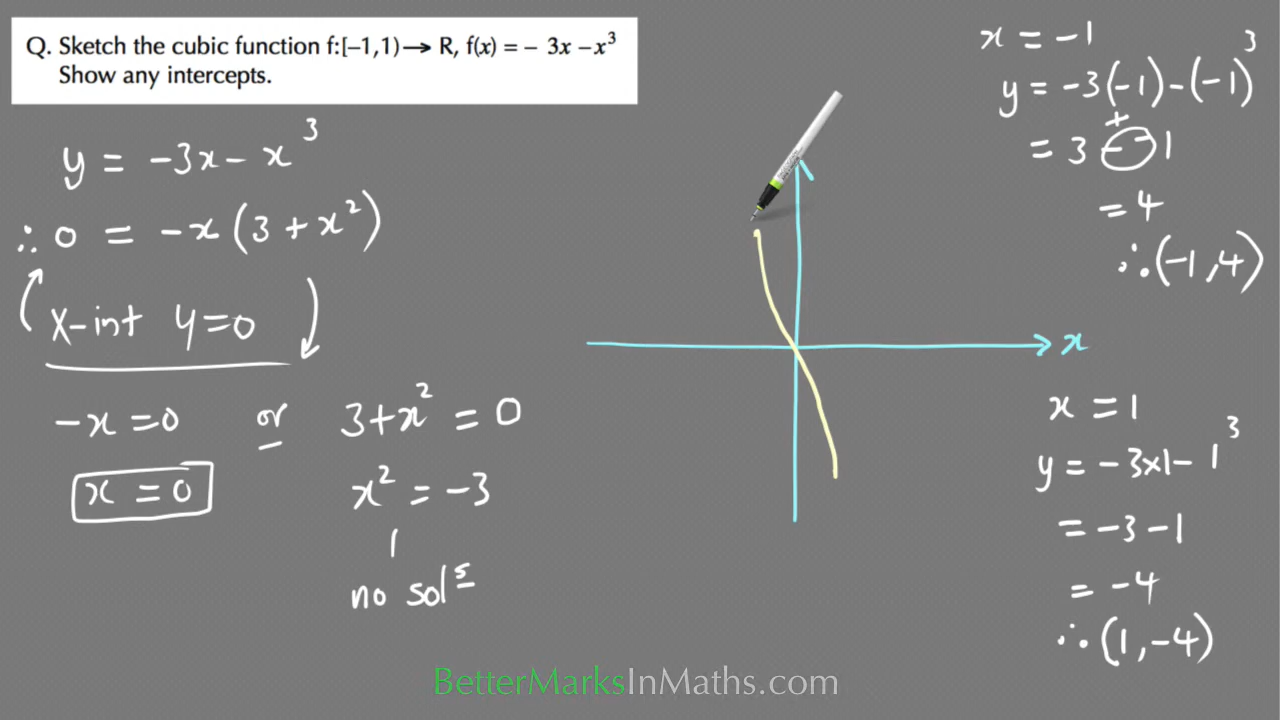 Q. Sketch the cubic function f:[–1,1)→ R, f(x) = – 3x –x³
Show any intercepts.
y = -3x - x³
∴ 0 = -x (3 + x²)
x-int y=0
-x = 0 or 3 + x² = 0
x = 0
x² = -3
no solⁿˢ
x
x = -1
y = -3(-1) - (-1)³
= 3 + - - 1
= 4
∴ (-1, 4)
x = 1
y = -3×1 - 1³
= -3 - 1
= -4
∴ (1, -4)
BetterMarksInMaths.com